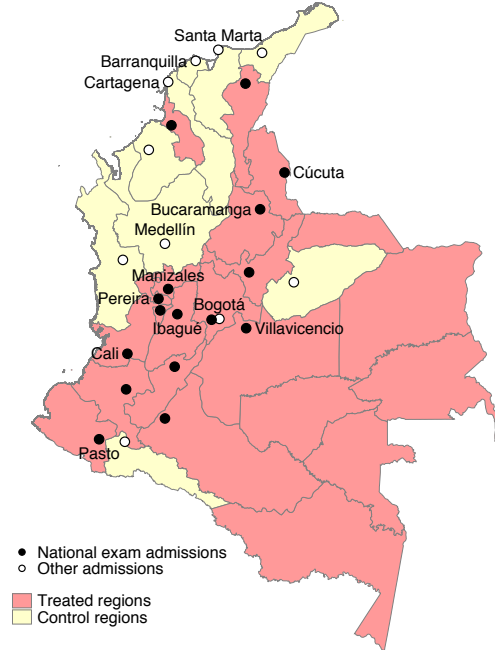 Santa Marta
Barranquilla
Cartagena
Cúcuta
Bucaramanga
Medellín
Manizales
Pereira
Bogotá
Ibagué
Villavicencio
Cali
Pasto
National exam admissions
Other admissions
Treated regions
Control regions